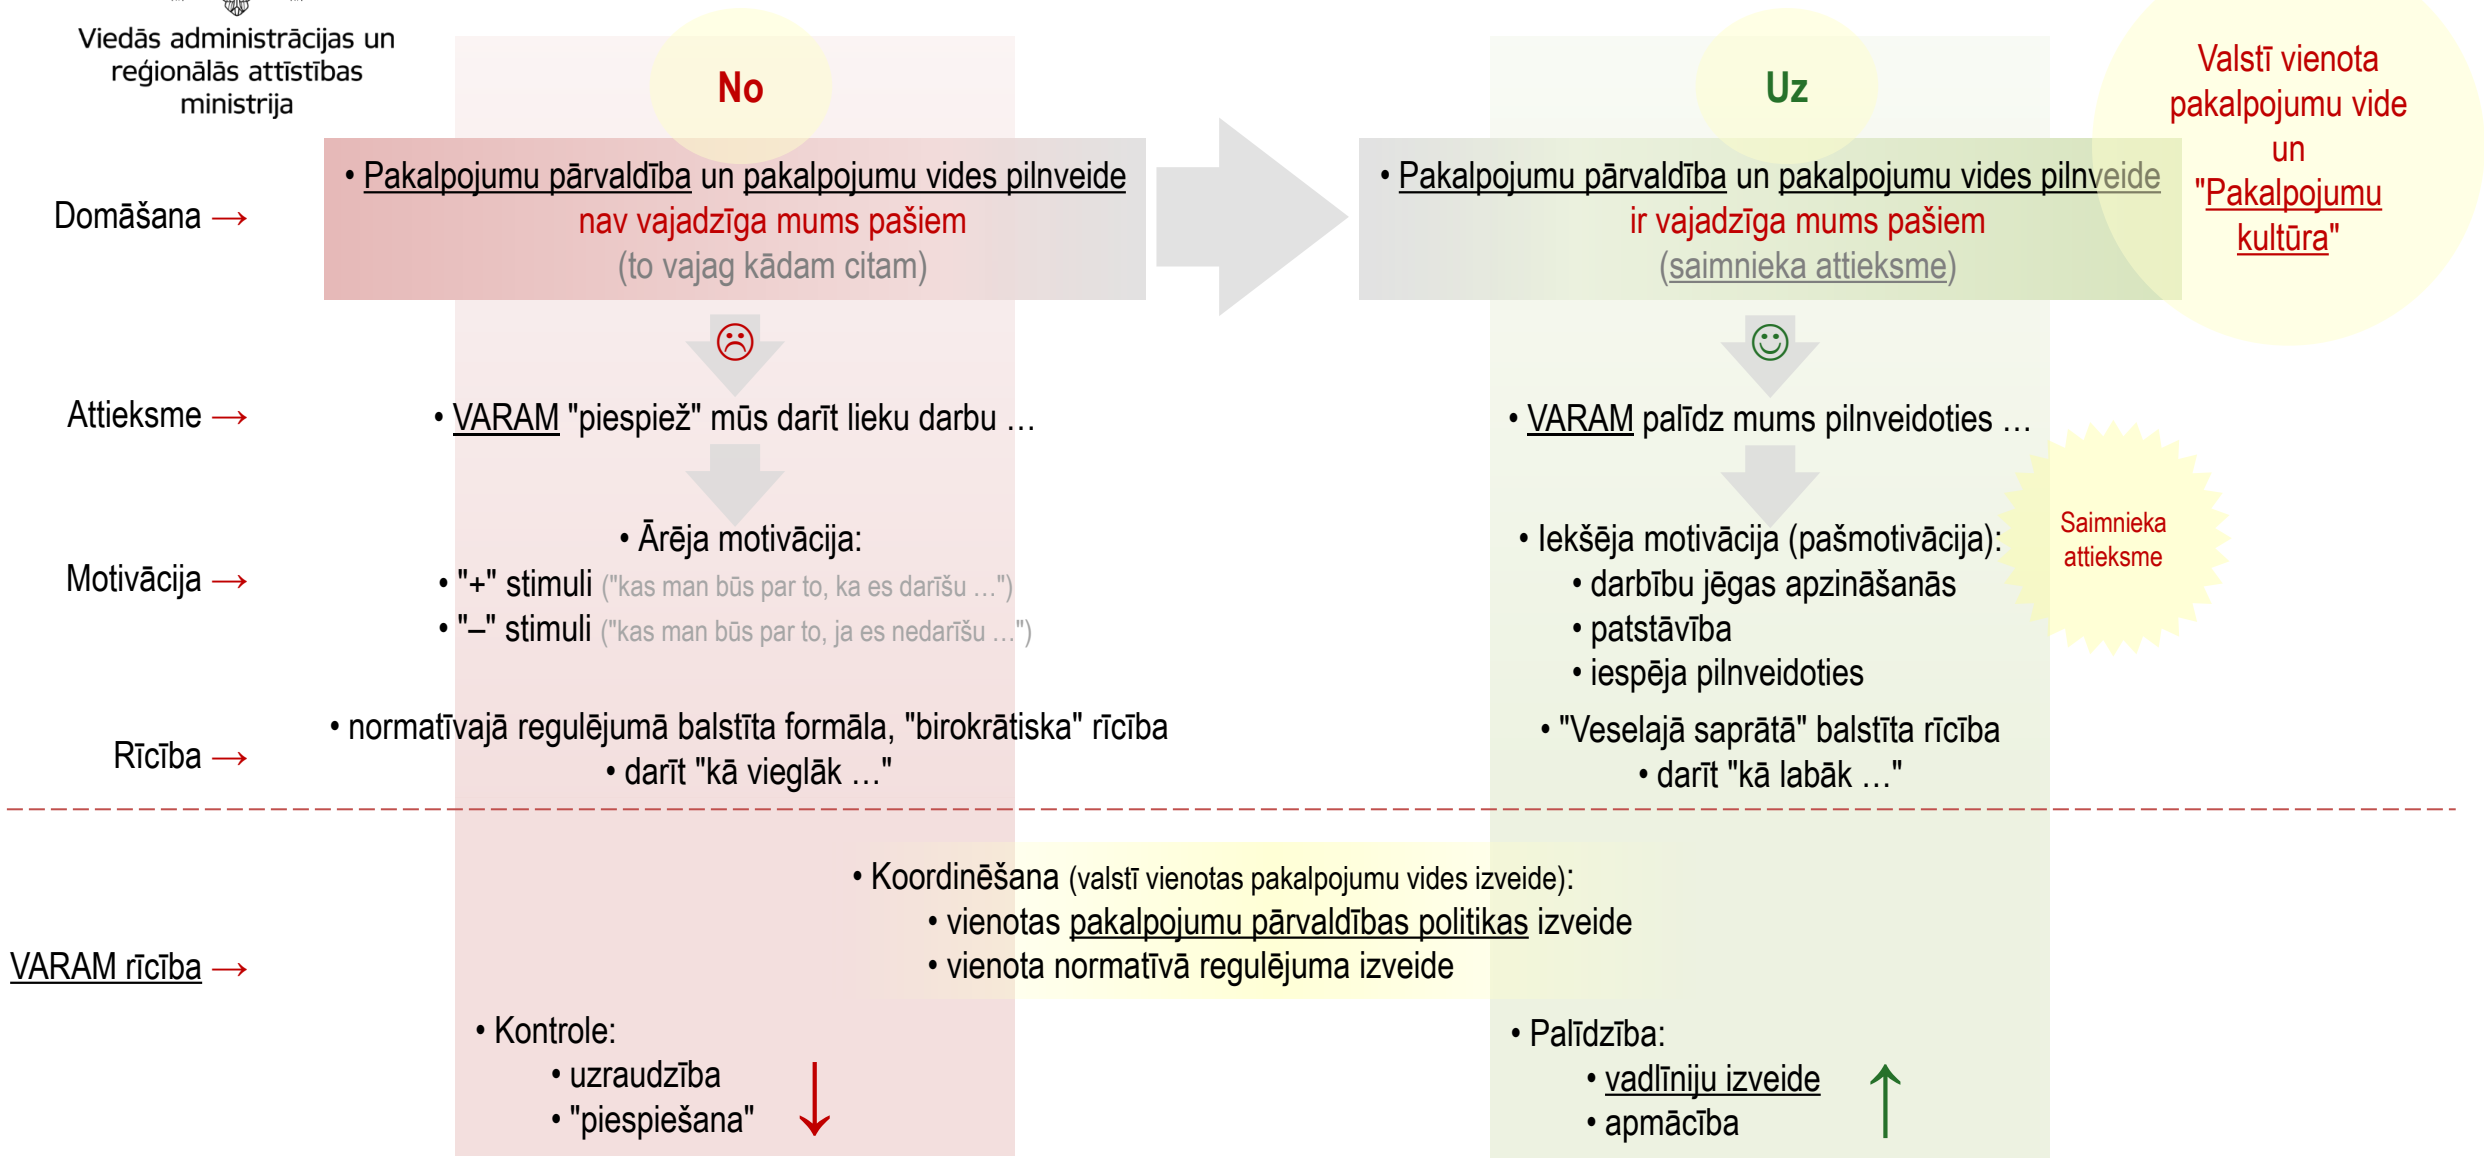 Viedās administrācijas un
reģionālās attīstības
ministrija
No
Uz
Valstī vienota
pakalpojumu vide
un
"Pakalpojumu
kultūra"
Domāšana →
• Pakalpojumu pārvaldība un pakalpojumu vides pilnveide
nav vajadzīga mums pašiem
(to vajag kādam citam)
• Pakalpojumu pārvaldība un pakalpojumu vides pilnveide
ir vajadzīga mums pašiem
(saimnieka attieksme)
Attieksme →
• VARAM "piespiež" mūs darīt lieku darbu …
• VARAM palīdz mums pilnveidoties …
Motivācija →
• Ārēja motivācija:
• "+" stimuli ("kas man būs par to, ka es darīšu …")
• "–" stimuli ("kas man būs par to, ja es nedarīšu …")
• Iekšēja motivācija (pašmotivācija):
• darbību jēgas apzināšanās
• patstāvība
• iespēja pilnveidoties
Saimnieka
attieksme
Rīcība →
• normatīvajā regulējumā balstīta formāla, "birokrātiska" rīcība
• darīt "kā vieglāk …"
• "Veselajā saprātā" balstīta rīcība
• darīt "kā labāk …"
VARAM rīcība →
• Koordinēšana (valstī vienotas pakalpojumu vides izveide):
• vienotas pakalpojumu pārvaldības politikas izveide
• vienota normatīvā regulējuma izveide
• Kontrole:
• uzraudzība
• "piespiešana"
• Palīdzība:
• vadlīniju izveide
• apmācība